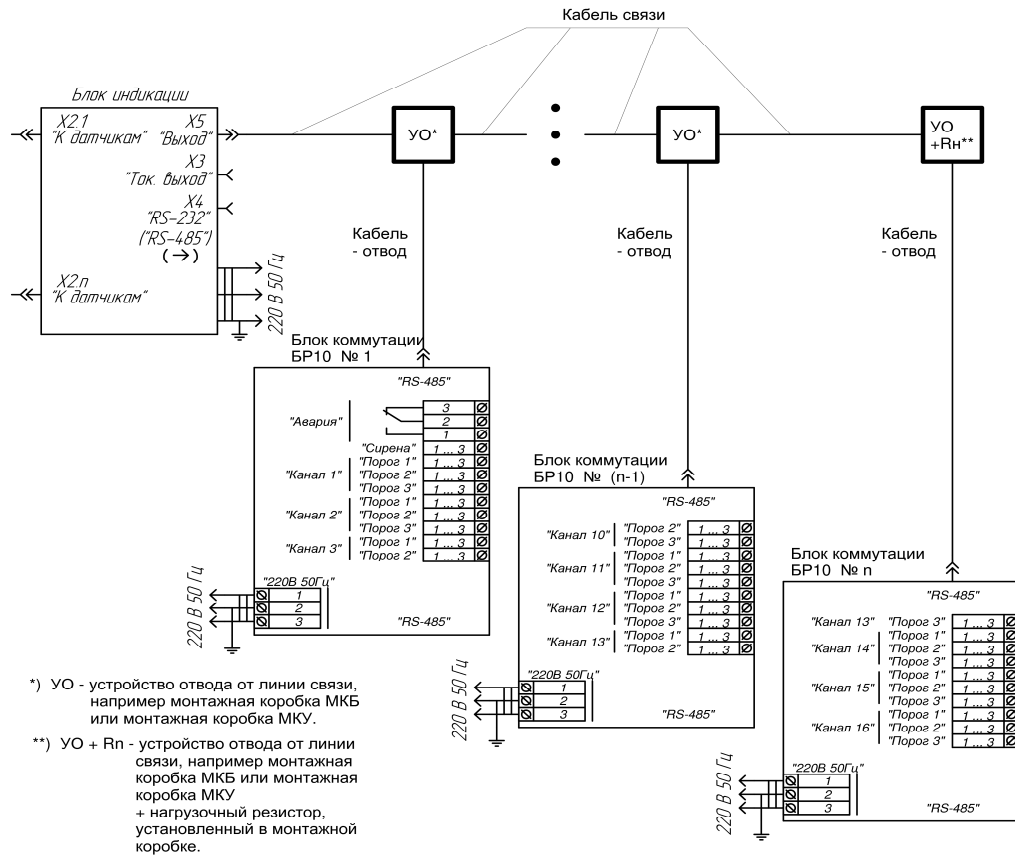 Кабель связи
Блок индикации
X2.1 X5
"К датчикам" "Выход"
X3
"Ток. выход"
X4
"RS-232"
("RS-485")
(→)
X2.n
"К датчикам"
220 В 50 Гц
УО*
УО*
УО
+Rн**
Кабель
- отвод
Кабель
- отвод
Кабель
- отвод
Блок коммутации
БР10 № 1
"RS-485"
"Авария"
3
2
1
"Сирена" 1 ... 3
"Канал 1"
"Порог 1" 1 ... 3
"Порог 2" 1 ... 3
"Порог 3" 1 ... 3
"Канал 2"
"Порог 1" 1 ... 3
"Порог 2" 1 ... 3
"Порог 3" 1 ... 3
"Канал 3"
"Порог 1" 1 ... 3
"Порог 2" 1 ... 3
"220В 50Гц"
1
2
3
220 В 50 Гц
"RS-485"
Блок коммутации
БР10 № (n-1)
"RS-485"
"Канал 10"
"Порог 2" 1 ... 3
"Порог 3" 1 ... 3
"Канал 11"
"Порог 1" 1 ... 3
"Порог 2" 1 ... 3
"Порог 3" 1 ... 3
"Канал 12"
"Порог 1" 1 ... 3
"Порог 2" 1 ... 3
"Порог 3" 1 ... 3
"Канал 13"
"Порог 1" 1 ... 3
"Порог 2" 1 ... 3
"220В 50Гц"
1
2
3
220 В 50 Гц
"RS-485"
Блок коммутации
БР10 № n
"RS-485"
"Канал 13" "Порог 3" 1 ... 3
"Канал 14"
"Порог 1" 1 ... 3
"Порог 2" 1 ... 3
"Порог 3" 1 ... 3
"Канал 15"
"Порог 1" 1 ... 3
"Порог 2" 1 ... 3
"Порог 3" 1 ... 3
"Канал 16"
"Порог 1" 1 ... 3
"Порог 2" 1 ... 3
"Порог 3" 1 ... 3
"220В 50Гц"
1
2
3
220 В 50 Гц
"RS-485"
*) УО - устройство отвода от линии связи,
например монтажная коробка МКБ
или монтажная коробка МКУ.
**) УО + Rn - устройство отвода от линии
связи, например монтажная
коробка МКБ или монтажная
коробка МКУ
+ нагрузочный резистор,
установленный в монтажной
коробке.